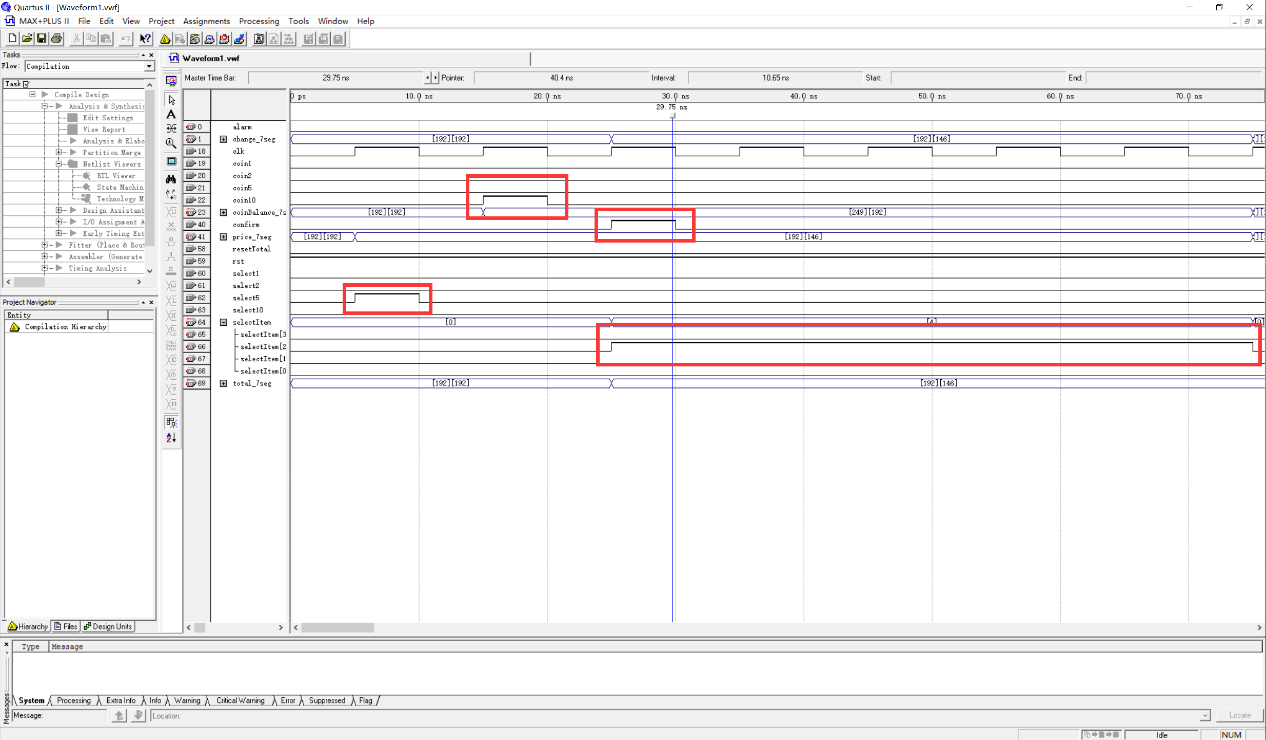 Quartus II - [Waveform1.vwf]
MAX+PLUS II File Edit View Project Assignments Processing Tools Window Help
Tasks
Flow: Compilation
Task
Compile Design
Analysis & Synthesis
Edit Settings
View Report
Analysis & Elabo
Partition Merge
Netlist Viewers
RTL Viewer
State Machin
Technology M
Design Assistant
I/O Assignment A
Early Timing Est
Fitter (Place & Rou
Assembler (Generate
Timing Analysis
Project Navigator
Entity
Compilation Hierarchy
Hierarchy Files Design Units
Waveform1.vwf
Master Time Bar: 29.75 ns Pointer: 40.4 ns Interval: 10.65 ns Start: End:
0 ps 10.0 ns 20.0 ns 30.0 ns 40.0 ns 50.0 ns 60.0 ns 70.0 ns
29.75 ns
0 alarm
1 change_7seg [192][192] [192][146]
18 clk
19 coin1
20 coin2
21 coin5
22 coin10
23 coinBalance_7s [192][192] [249][192]
40 confirm
41 price_7seg [192][192] [192][146]
58 resetTotal
59 rst
60 select1
61 select2
62 select5
63 select10
64 selectItem [0] [4] [0]
65 selectItem[3
66 selectItem[2
67 selectItem[1
68 selectItem[0
69 total_7seg [192][192] [192][146]
Type Message
System Processing Extra Info Info Warning Critical Warning Error Suppressed Flag
Messages
Message: Location: Locate
Idle NUM